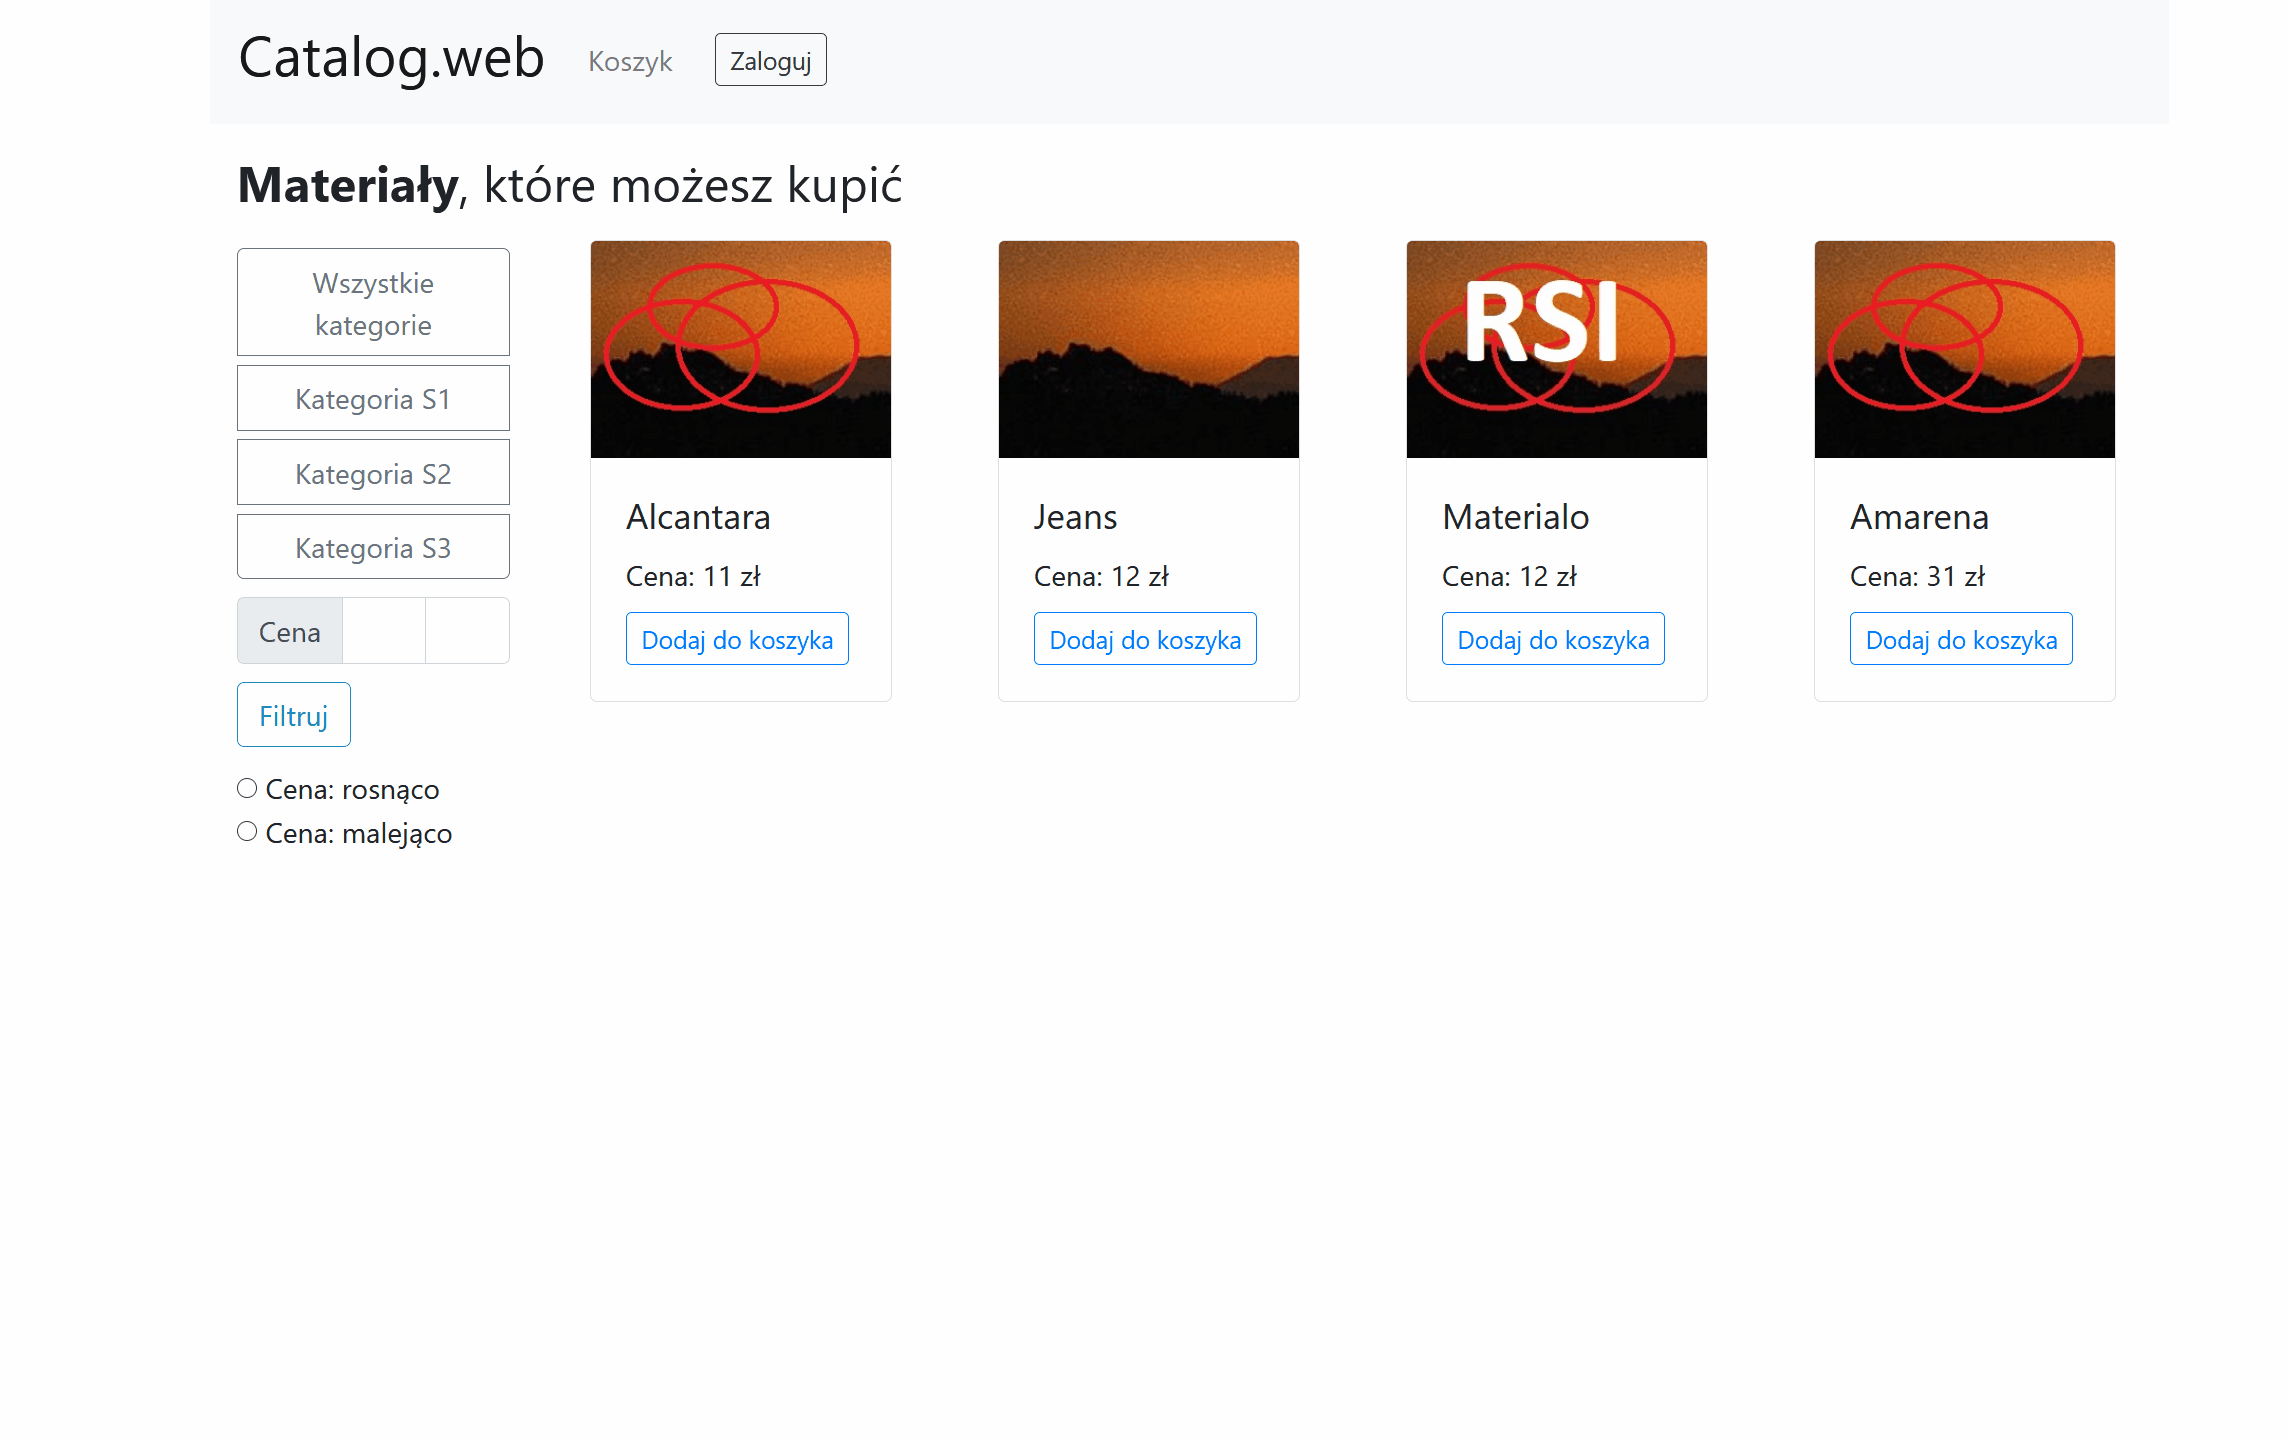 Catalog.web Koszyk Zaloguj
Materiały, które możesz kupić
Wszystkie
kategorie
Kategoria S1
Kategoria S2
Kategoria S3
Cena
Filtruj
Cena: rosnąco
Cena: malejąco
Alcantara
Cena: 11 zł
Dodaj do koszyka
Jeans
Cena: 12 zł
Dodaj do koszyka
RSI
Materialo
Cena: 12 zł
Dodaj do koszyka
Amarena
Cena: 31 zł
Dodaj do koszyka